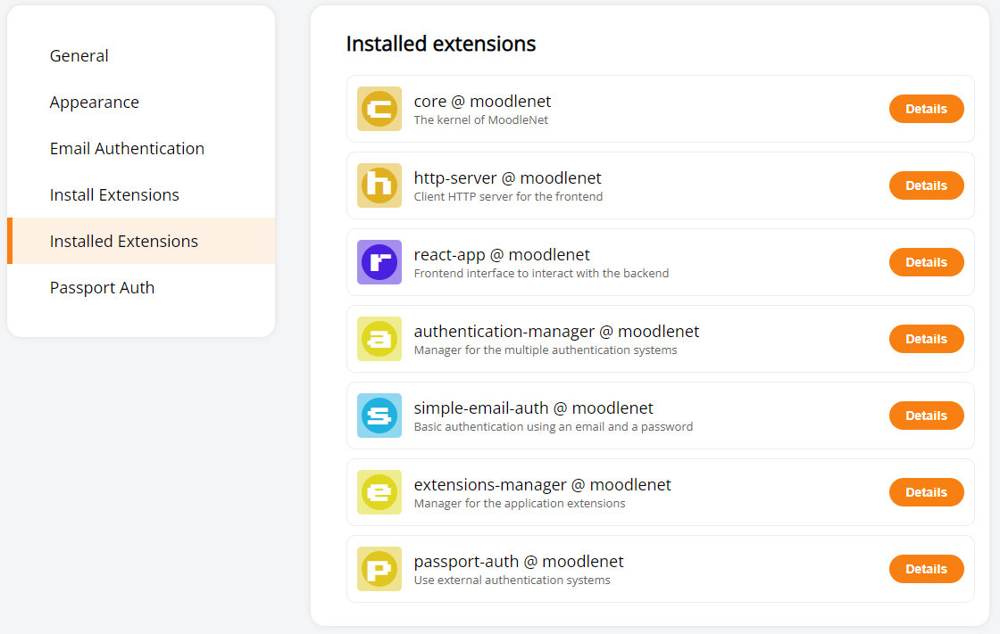 General
Appearance
Email Authentication
Install Extensions
Installed Extensions
Passport Auth
Installed extensions
c
core @ moodlenet
The kernel of MoodleNet
Details
h
http-server @ moodlenet
Client HTTP server for the frontend
Details
r
react-app @ moodlenet
Frontend interface to interact with the backend
Details
a
authentication-manager @ moodlenet
Manager for the multiple authentication systems
Details
s
simple-email-auth @ moodlenet
Basic authentication using an email and a password
Details
e
extensions-manager @ moodlenet
Manager for the application extensions
Details
p
passport-auth @ moodlenet
Use external authentication systems
Details